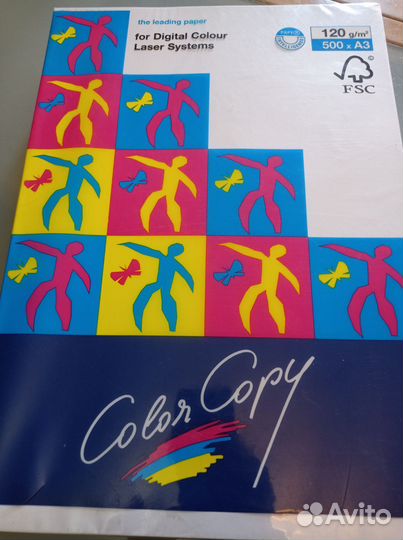 the leading paper
for Digital Colour
Laser Systems
120 g/m²
500 x A3
FSC
Color Copy
Avito